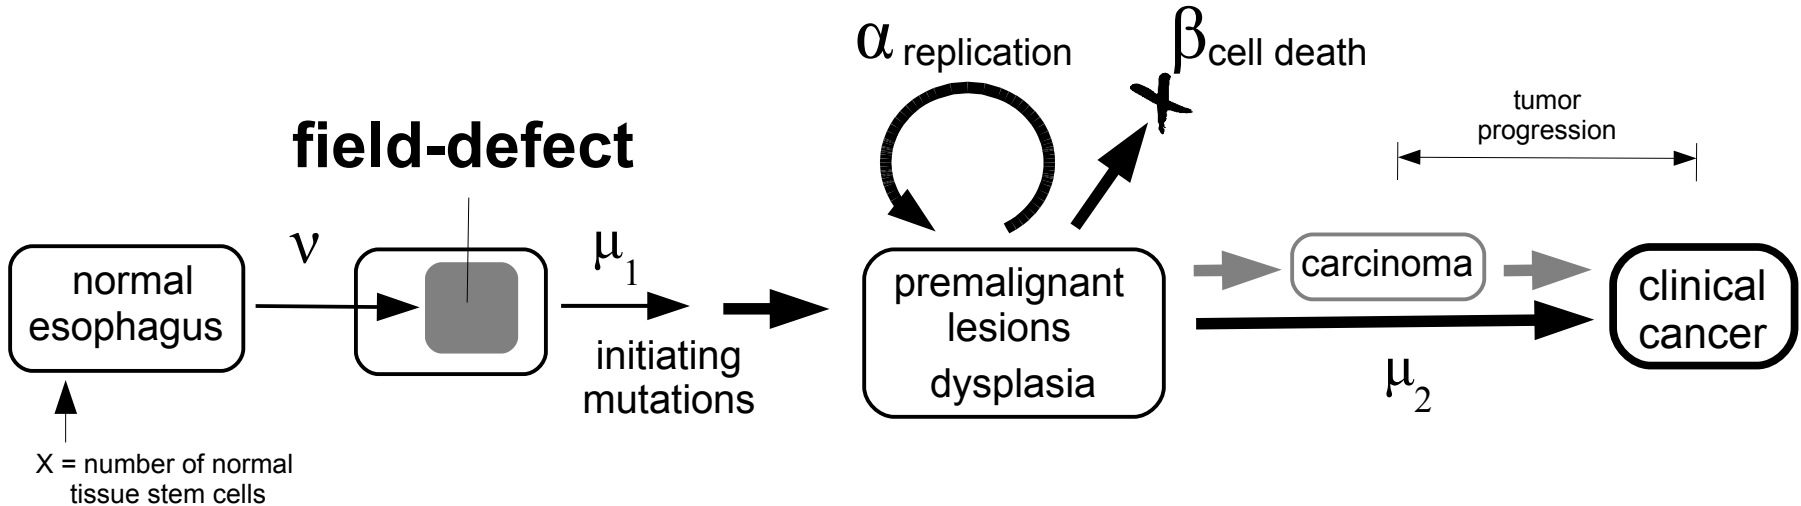 α replication
β cell death
tumor
progression
field-defect
ν
μ1
normal
esophagus
initiating
mutations
premalignant
lesions
dysplasia
carcinoma
clinical
cancer
μ2
X = number of normal
tissue stem cells